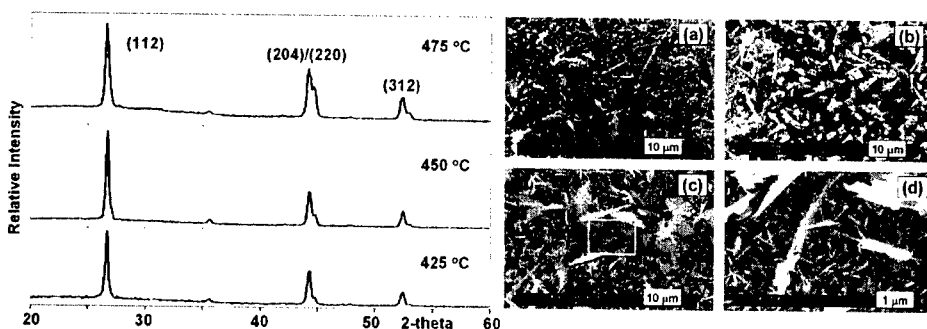 Relative Intensity
(112)
(204)/(220)
(312)
475 °C
450 °C
425 °C
20 30 40 50 2-theta 60
(a)
10 µm
(b)
10 µm
(c)
10 µm
(d)
1 µm